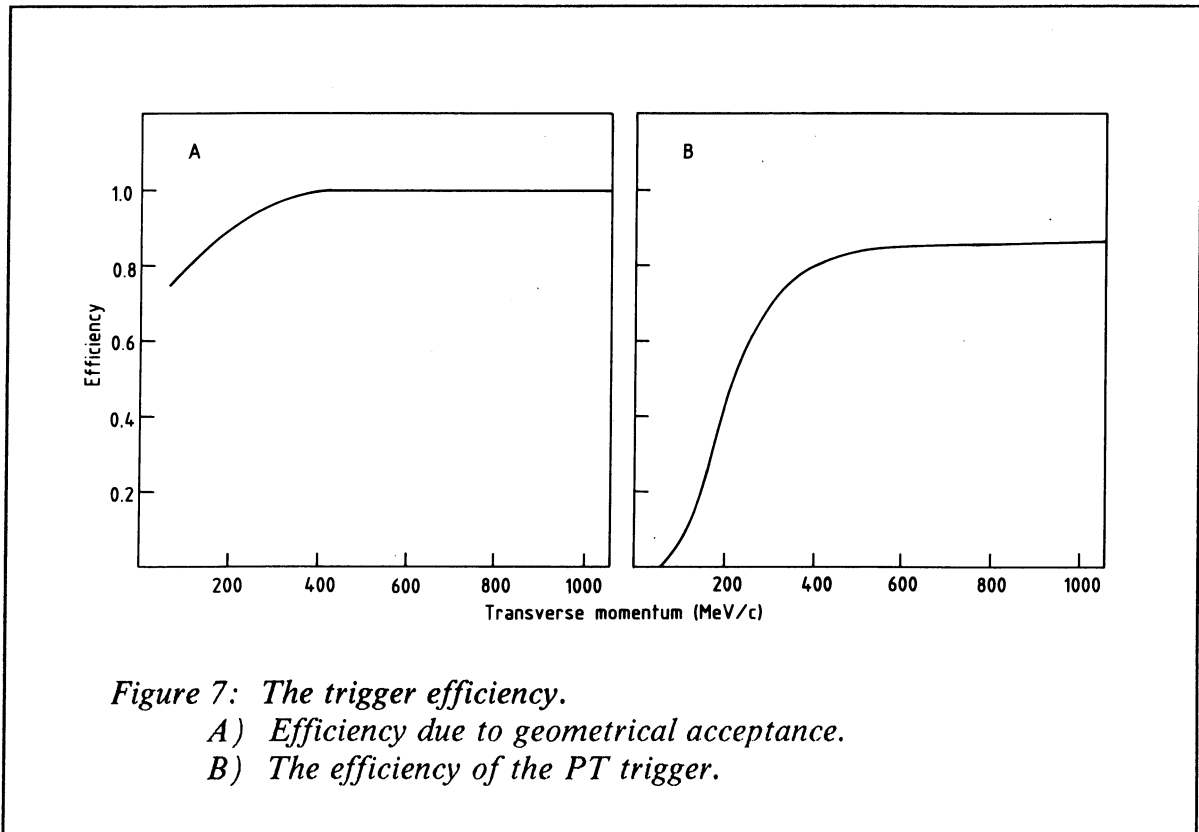 A
B
1.0
0.8
0.6
0.4
0.2
Efficiency
200 400 600 800 1000
200 400 600 800 1000
Transverse momentum (MeV/c)
Figure 7: The trigger efficiency.
A) Efficiency due to geometrical acceptance.
B) The efficiency of the PT trigger.